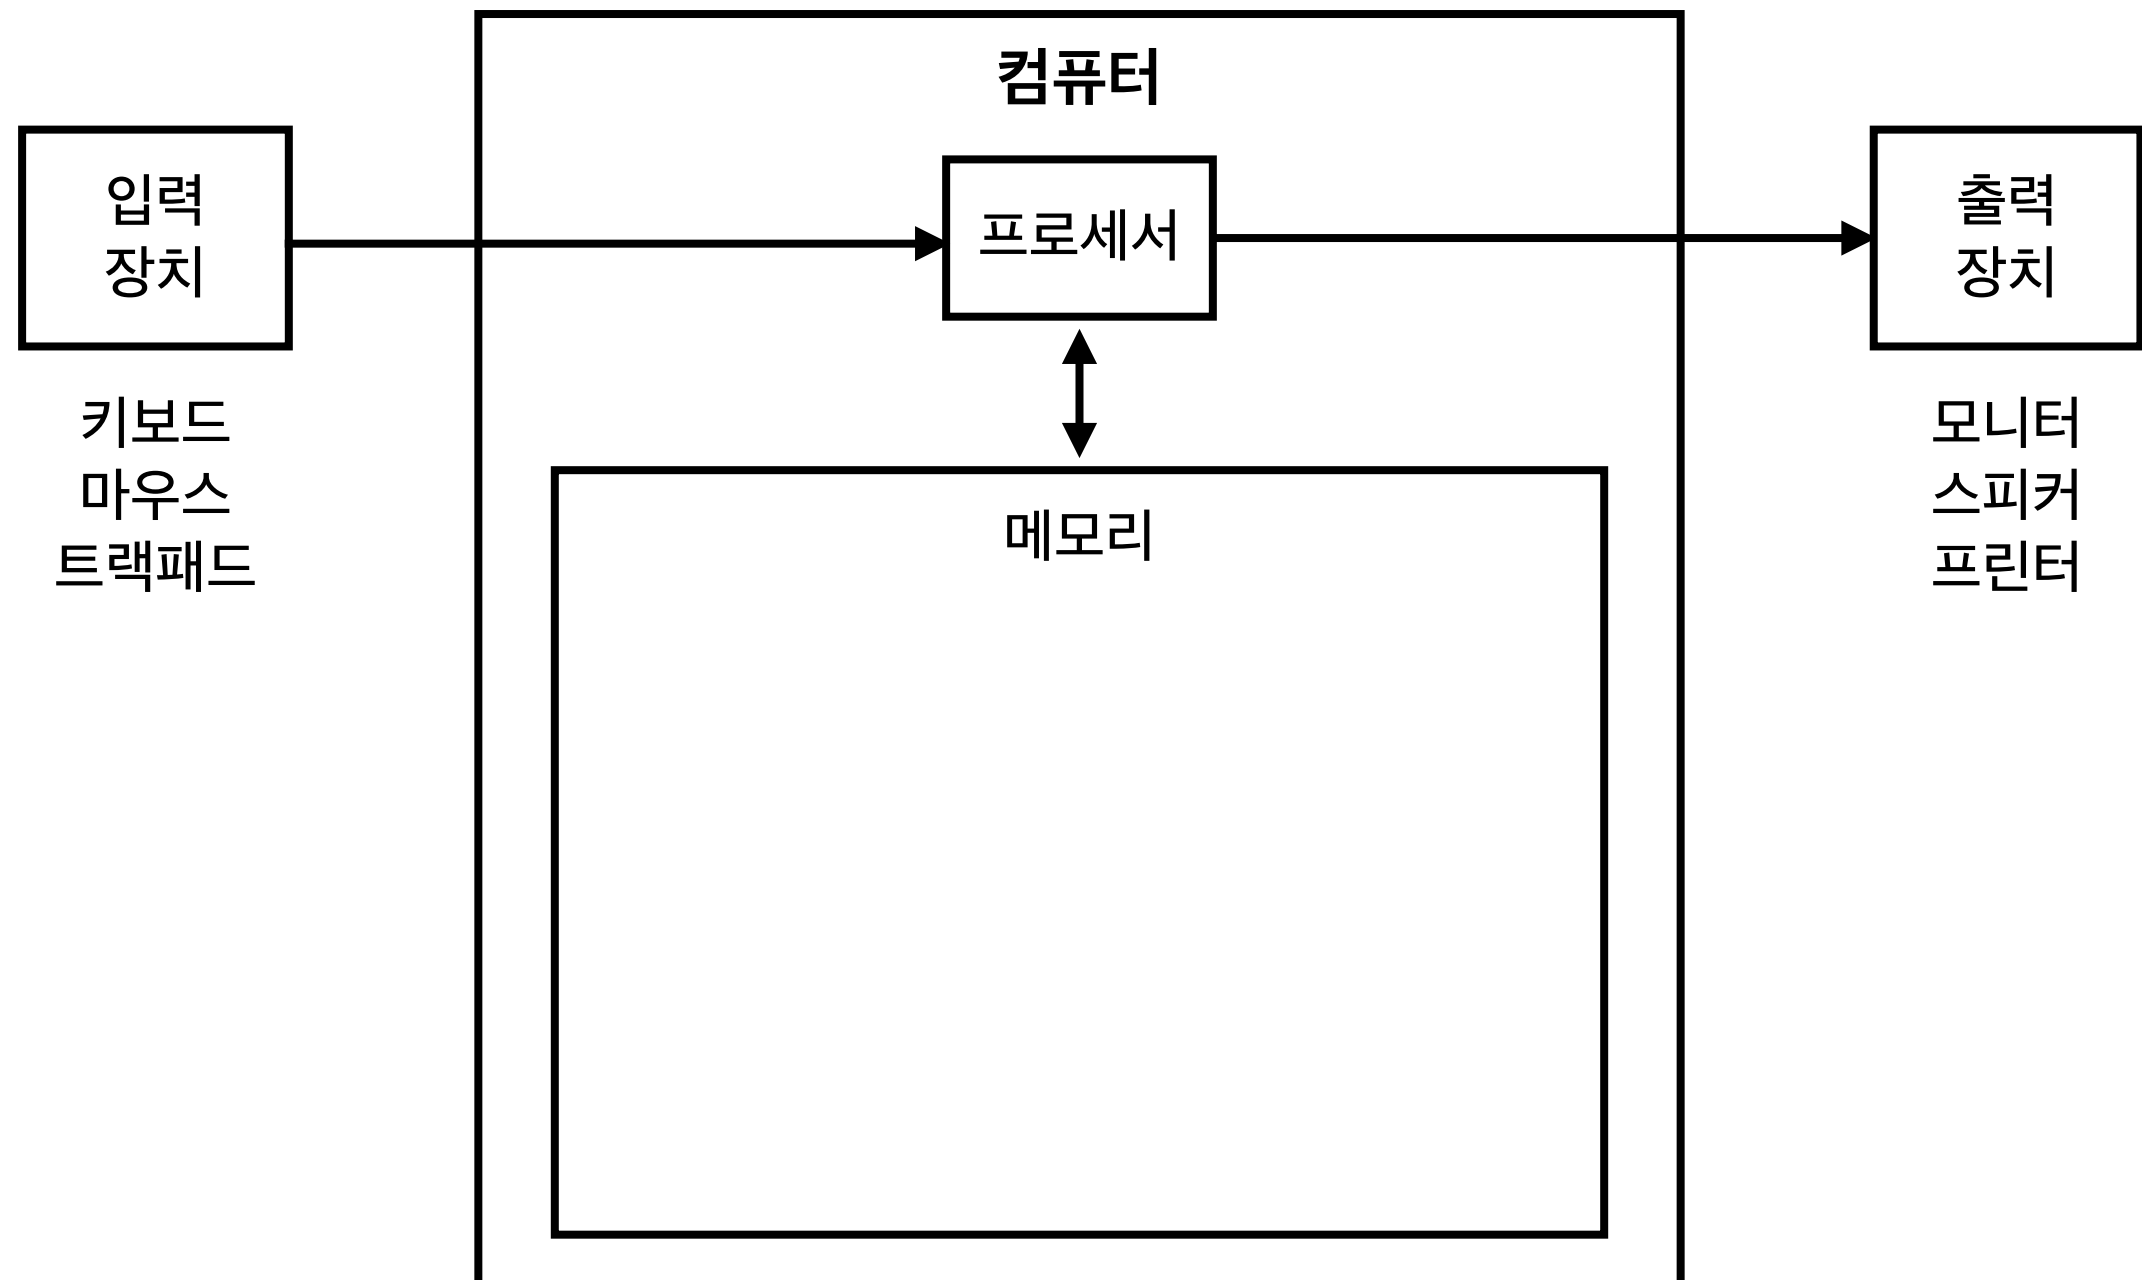 컴퓨터
입력
장치
프로세서
출력
장치
키보드
마우스
트랙패드
메모리
모니터
스피커
프린터